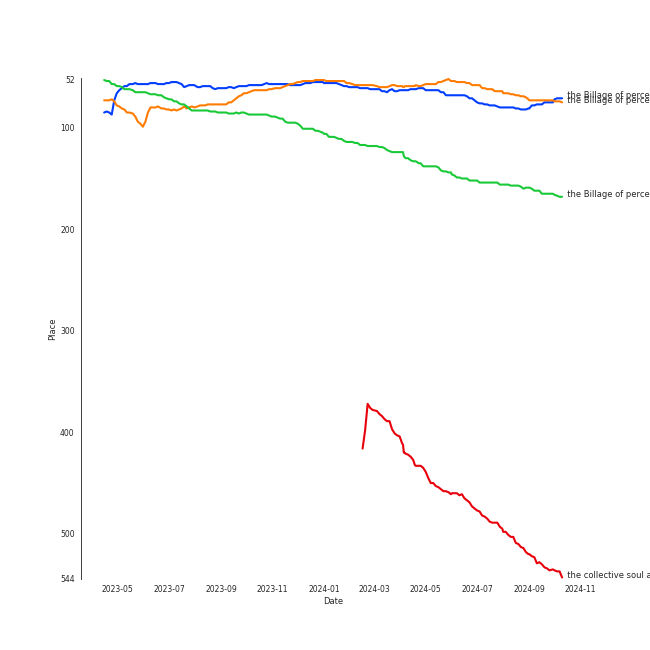 52
the Billage of perce
the Billage of perce
100
the Billage of perce
200
300
Place
400
500
544
the collective soul a
2023-05
2023-07
2023-09
2023-11
2024-01
2024-03
2024-05
2024-07
2024-09
2024-11
Date